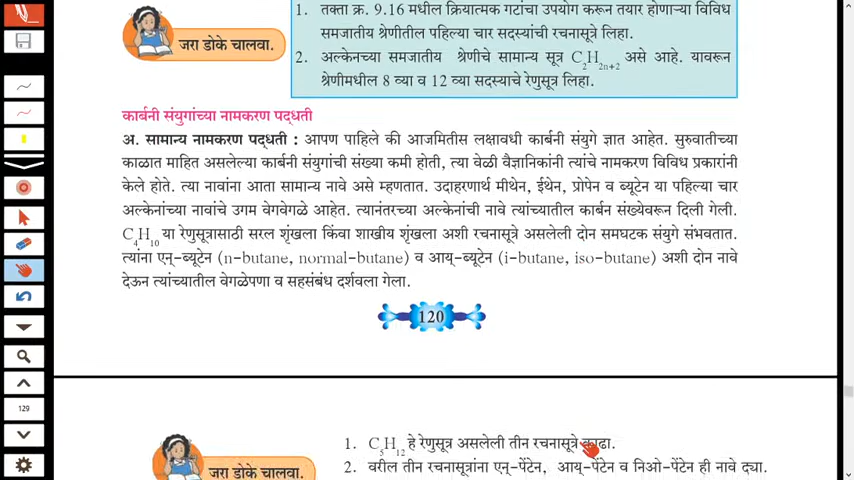 1. तक्ता क्र. 9.16 मधील क्रियात्मक गटांचा उपयोग करून तयार होणाऱ्या विविध
समजातीय श्रेणीतील पहिल्या चार सदस्यांची रचनासूत्रे लिहा.
जरा डोके चालवा.
2. अल्केनच्या समजातीय श्रेणीचे सामान्य सूत्र C2H2n+2 असे आहे. यावरून
श्रेणीमधील 8 व्या व 12 व्या सदस्याचे रेणुसूत्र लिहा.
कार्बनी संयुगांच्या नामकरण पद्धती
अ. सामान्य नामकरण पद्धती : आपण पाहिले की आजमितीस लक्षावधी कार्बनी संयुगे ज्ञात आहेत. सुरुवातीच्या
काळात माहित असलेल्या कार्बनी संयुगांची संख्या कमी होती, त्या वेळी वैज्ञानिकांनी त्यांचे नामकरण विविध प्रकारांनी
केले होते. त्या नावांना आता सामान्य नावे असे म्हणतात. उदाहरणार्थ मीथेन, ईथेन, प्रोपेन व ब्यूटेन या पहिल्या चार
अल्केनांच्या नावांचे उगम वेगवेगळे आहेत. त्यानंतरच्या अल्केनांची नावे त्यांच्यातील कार्बन संख्येवरून दिली गेली.
C4H10 या रेणुसूत्रासाठी सरल शृंखला किंवा शाखीय शृंखला अशी रचनासूत्रे असलेली दोन समघटक संयुगे संभवतात.
त्यांना एन्-ब्यूटेन (n-butane, normal-butane) व आय्-ब्यूटेन (i-butane, iso-butane) अशी दोन नावे
देऊन त्यांच्यातील वेगळेपणा व सहसंबंध दर्शवला गेला.
120
129
1. C5H12 हे रेणुसूत्र असलेली तीन रचनासूत्रे काढा.
जरा डोके चालवा.
2. वरील तीन रचनासूत्रांना एन्-पेंटेन, आय्-पेंटेन व निओ-पेंटेन ही नावे द्या.